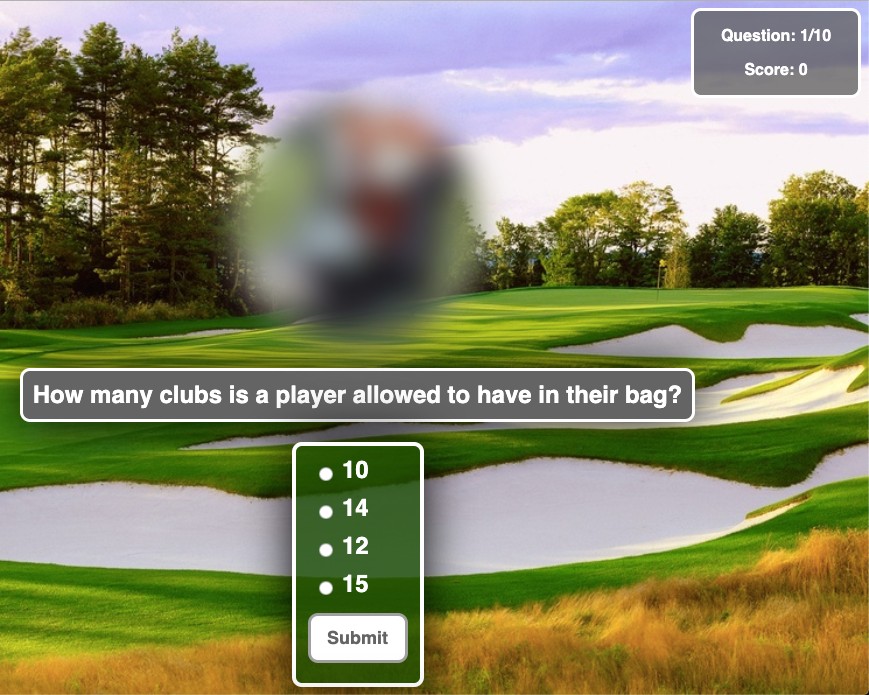 Question: 1/10
Score: 0
How many clubs is a player allowed to have in their bag?
10
14
12
15
Submit